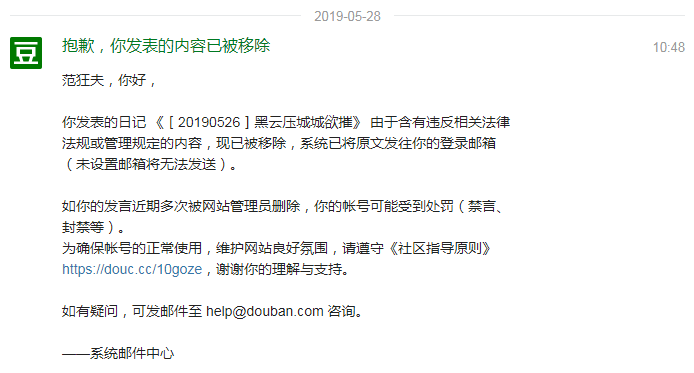 2019-05-28
豆
抱歉，你发表的内容已被移除
10:48
范狂夫，你好，
你发表的日记 《［20190526］黑云压城城欲摧》 由于含有违反相关法律
法规或管理规定的内容，现已被移除，系统已将原文发往你的登录邮箱
（未设置邮箱将无法发送）。
如你的发言近期多次被网站管理员删除，你的帐号可能受到处罚（禁言、
封禁等）。
为确保帐号的正常使用，维护网站良好氛围，请遵守《社区指导原则》
https://douc.cc/10goze，谢谢你的理解与支持。
如有疑问，可发邮件至 help@douban.com 咨询。
——系统邮件中心